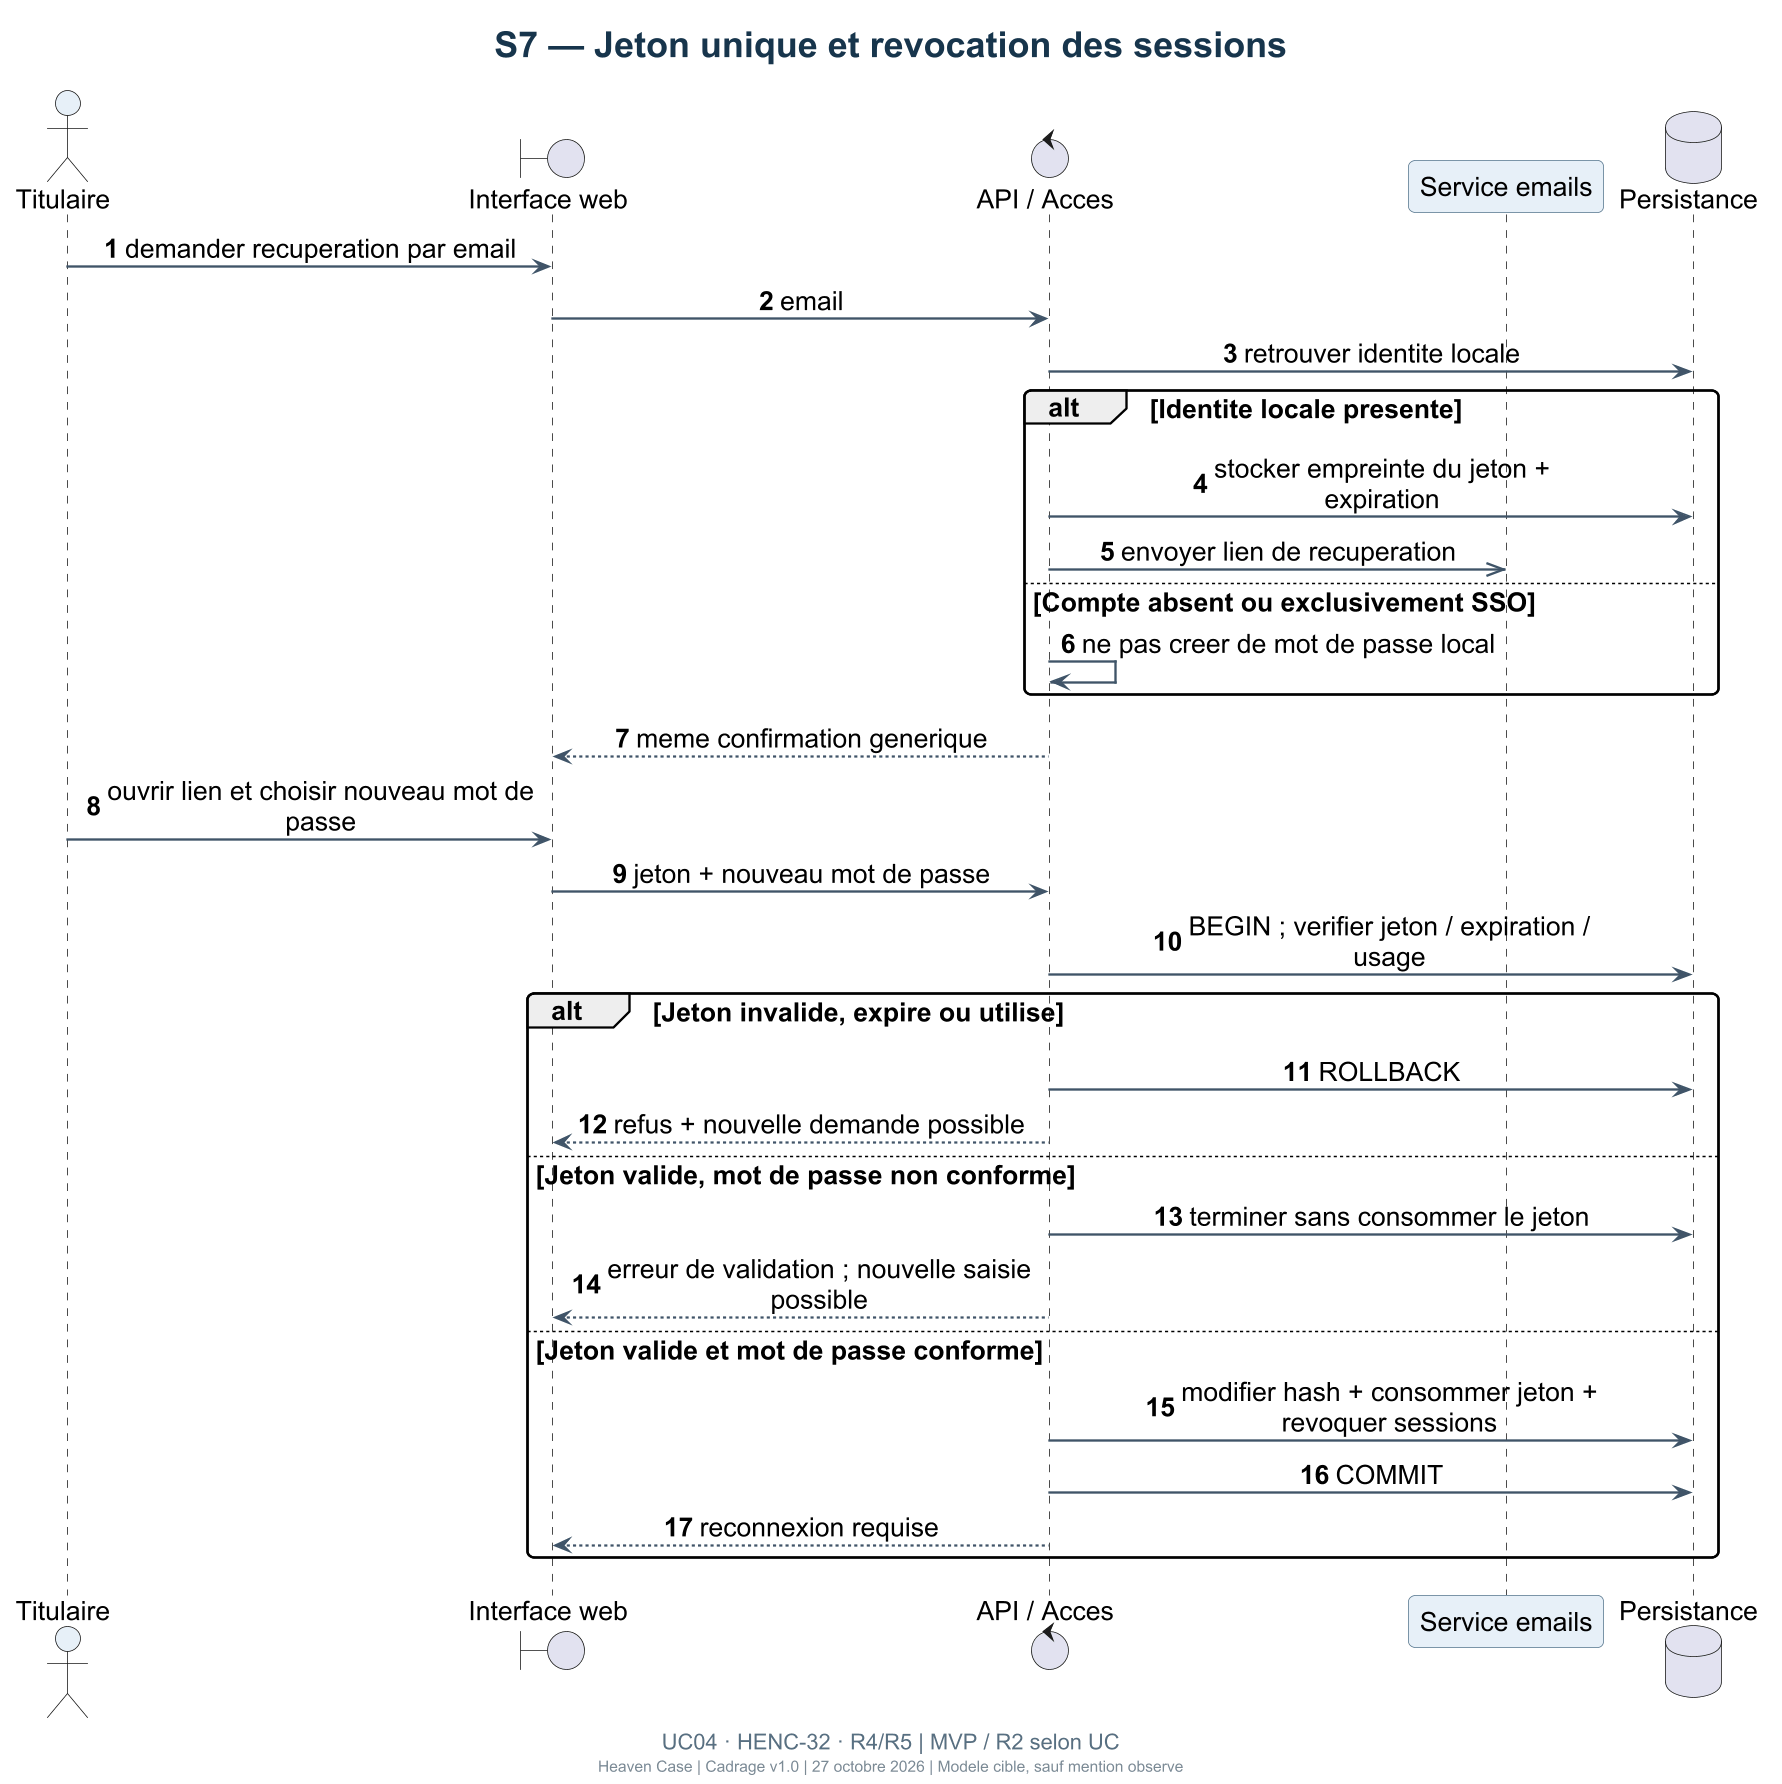 S7 — Jeton unique et revocation des sessions
Titulaire
Interface web
API / Acces
Service emails
Persistance
1 demander recuperation par email
2 email
3 retrouver identite locale
alt [Identite locale presente]
4 stocker empreinte du jeton +
expiration
5 envoyer lien de recuperation
[Compte absent ou exclusivement SSO]
6 ne pas creer de mot de passe local
7 meme confirmation generique
8 ouvrir lien et choisir nouveau mot de
passe
9 jeton + nouveau mot de passe
10 BEGIN ; verifier jeton / expiration /
usage
alt [Jeton invalide, expire ou utilise]
11 ROLLBACK
12 refus + nouvelle demande possible
[Jeton valide, mot de passe non conforme]
13 terminer sans consommer le jeton
14 erreur de validation ; nouvelle saisie
possible
[Jeton valide et mot de passe conforme]
15 modifier hash + consommer jeton +
revoquer sessions
16 COMMIT
17 reconnexion requise
Titulaire
Interface web
API / Acces
Service emails
Persistance
UC04 · HENC-32 · R4/R5 | MVP / R2 selon UC
Heaven Case | Cadrage v1.0 | 27 octobre 2026 | Modele cible, sauf mention observe